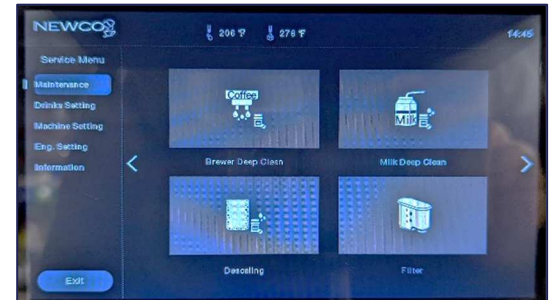 NEWCO
206 °F 276 °F
14:45
Service Menu
Maintenance
Drinks Setting
Machine Setting
Eng. Setting
Information
Exit
Coffee
Brewer Deep Clean
Milk
Milk Deep Clean
Descaling
Filter